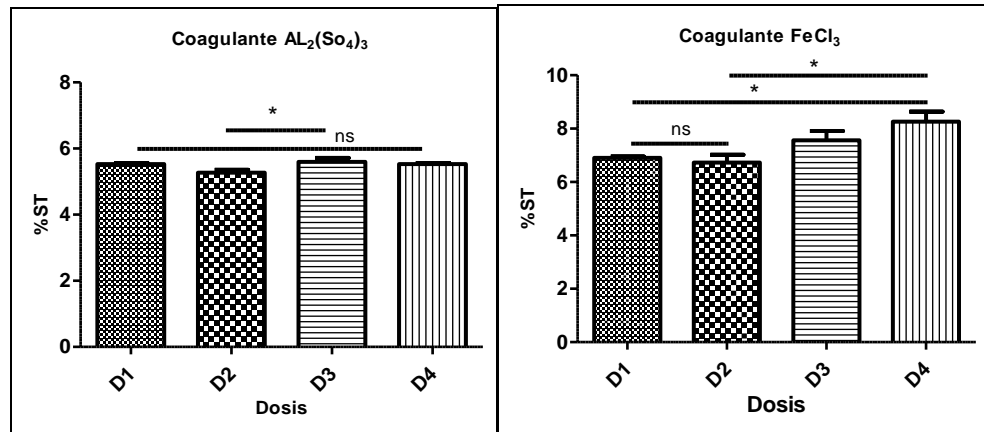 Coagulante AL₂(So₄)₃
8
6
4
2
0
%ST
*
ns
D1 D2 D3 D4
Dosis
Coagulante FeCl₃
10
8
6
4
2
0
%ST
*
*
ns
D1 D2 D3 D4
Dosis